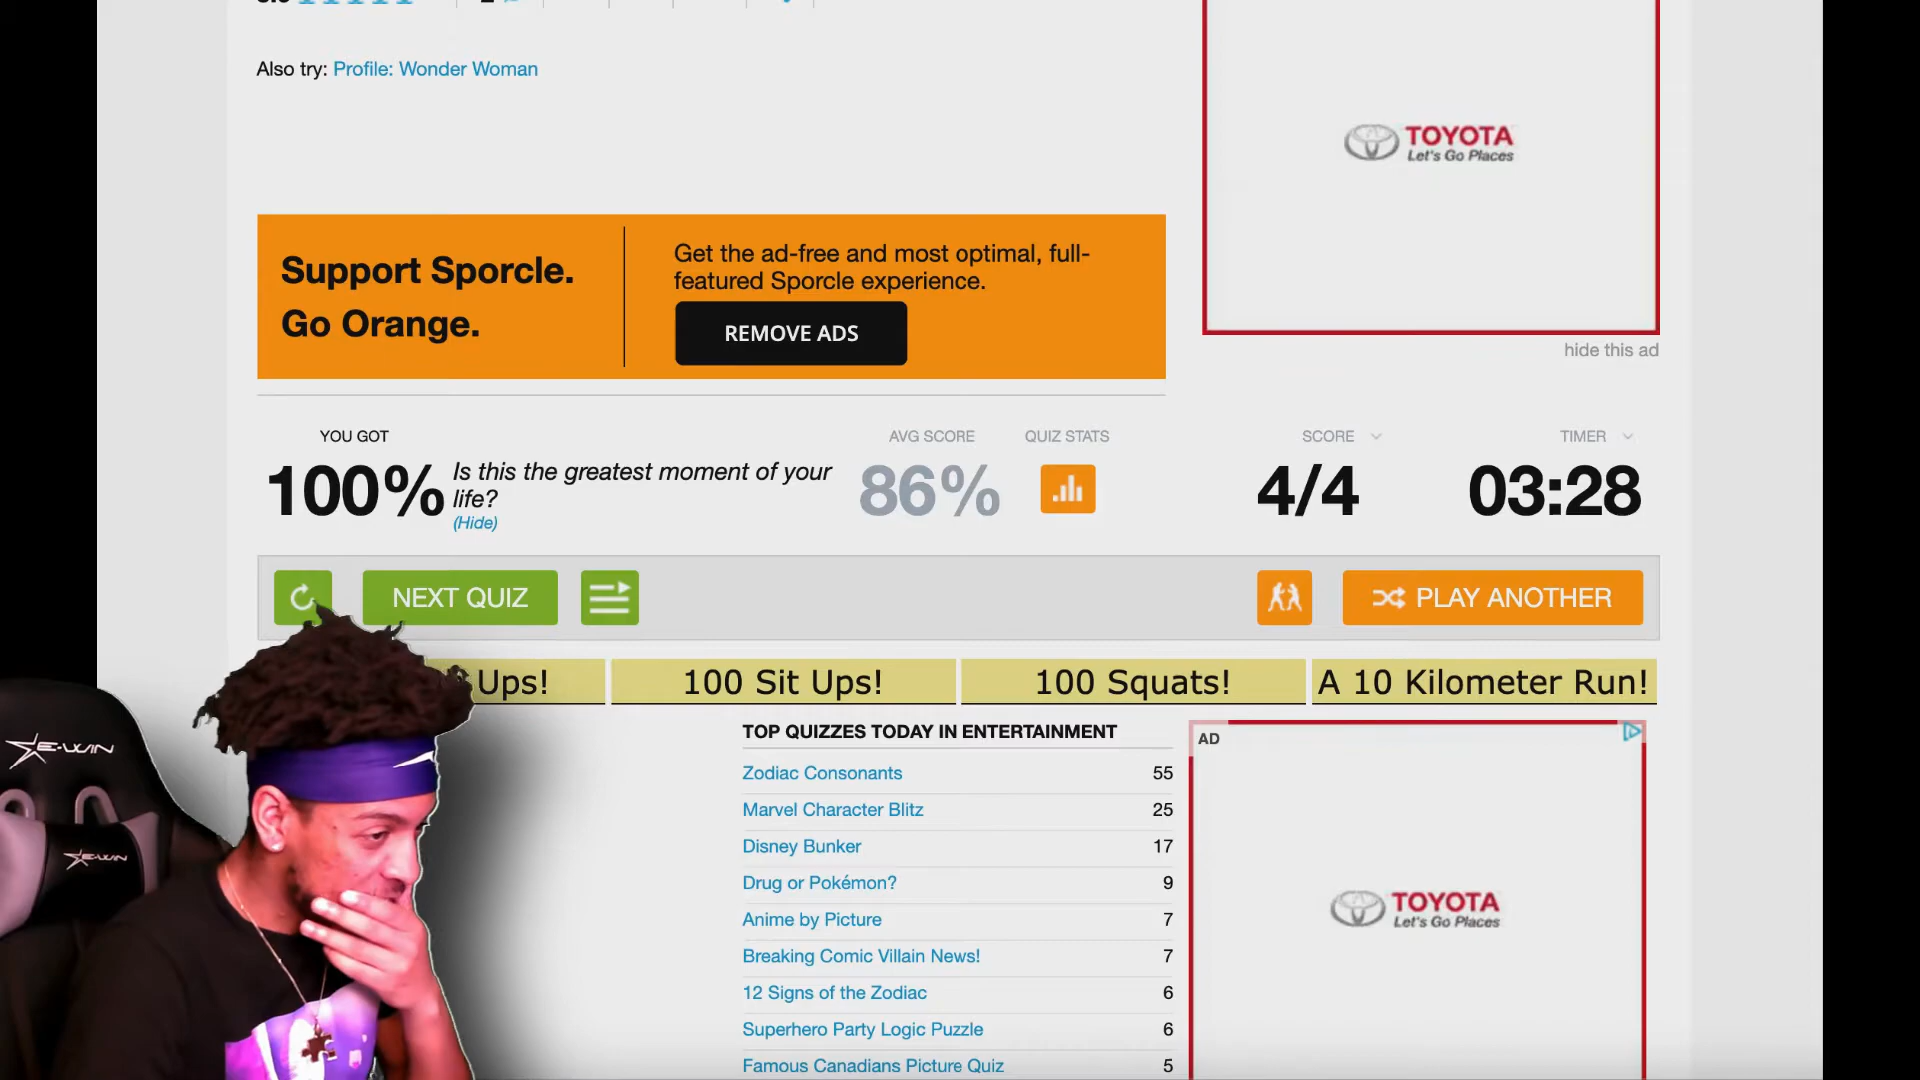 Also try: Profile: Wonder Woman
TOYOTA
Let's Go Places
Support Sporcle.
Go Orange.
Get the ad-free and most optimal, full-
featured Sporcle experience.
REMOVE ADS
hide this ad
YOU GOT
100%
Is this the greatest moment of your
life?
(Hide)
AVG SCORE
86%
QUIZ STATS
SCORE
4/4
TIMER
03:28
NEXT QUIZ
PLAY ANOTHER
Ups!
100 Sit Ups!
100 Squats!
A 10 Kilometer Run!
TOP QUIZZES TODAY IN ENTERTAINMENT
Zodiac Consonants 55
Marvel Character Blitz 25
Disney Bunker 17
Drug or Pokémon? 9
Anime by Picture 7
Breaking Comic Villain News! 7
12 Signs of the Zodiac 6
Superhero Party Logic Puzzle 6
Famous Canadians Picture Quiz 5
AD
TOYOTA
Let's Go Places
E-WIN
E-WIN